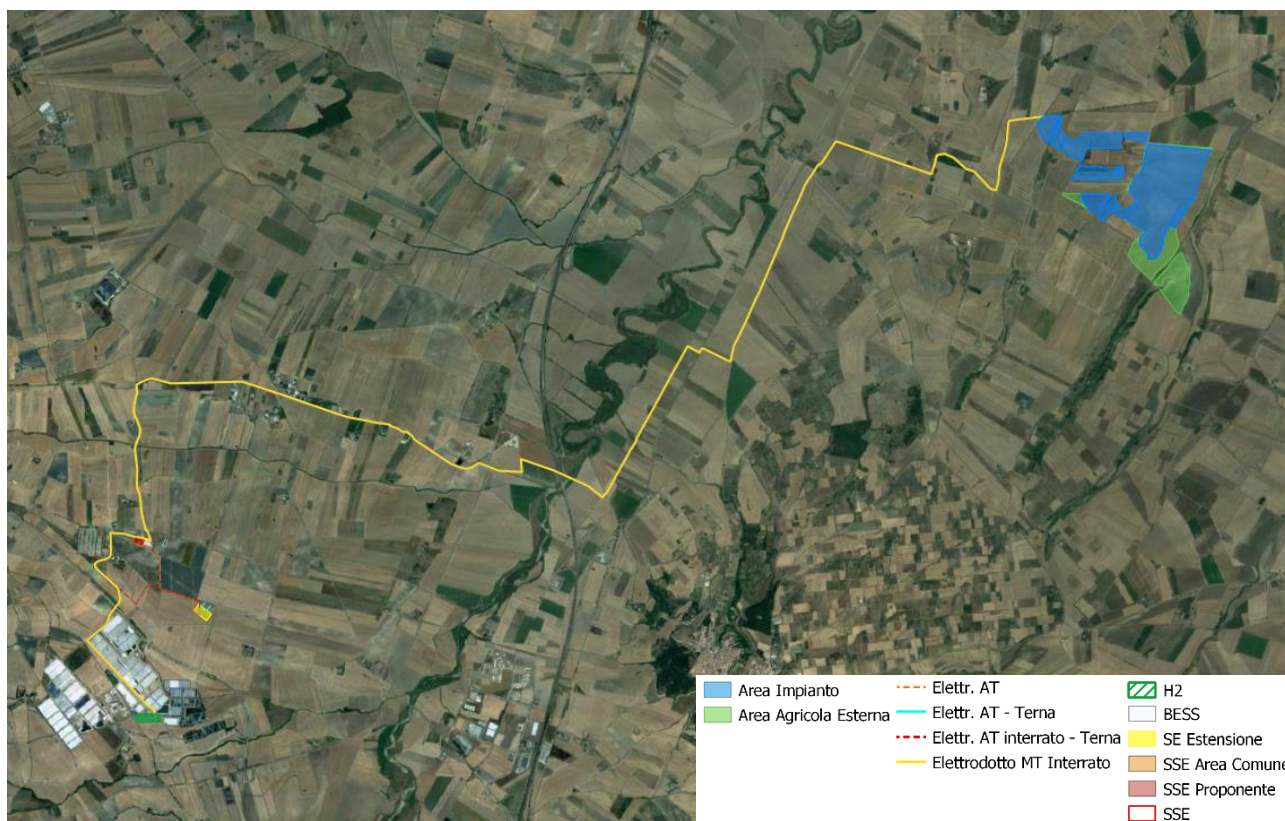 Area Impianto
Area Agricola Esterna
Elettr. AT
Elettr. AT - Terna
Elettr. AT interrato - Terna
Elettrodotto MT Interrato
H2
BESS
SE Estensione
SSE Area Comune
SSE Proponente
SSE